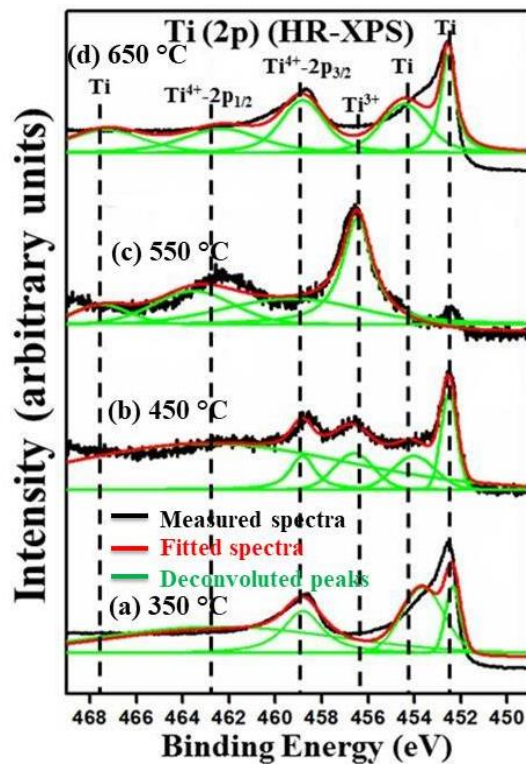 Ti (2p) (HR-XPS)
Ti
(d) 650 °C
Ti
Ti4+-2p1/2
Ti4+-2p3/2
Ti3+
Ti
(c) 550 °C
(b) 450 °C
Measured spectra
Fitted spectra
Deconvoluted peaks
(a) 350 °C
Intensity (arbitrary units)
468 466 464 462 460 458 456 454 452 450
Binding Energy (eV)